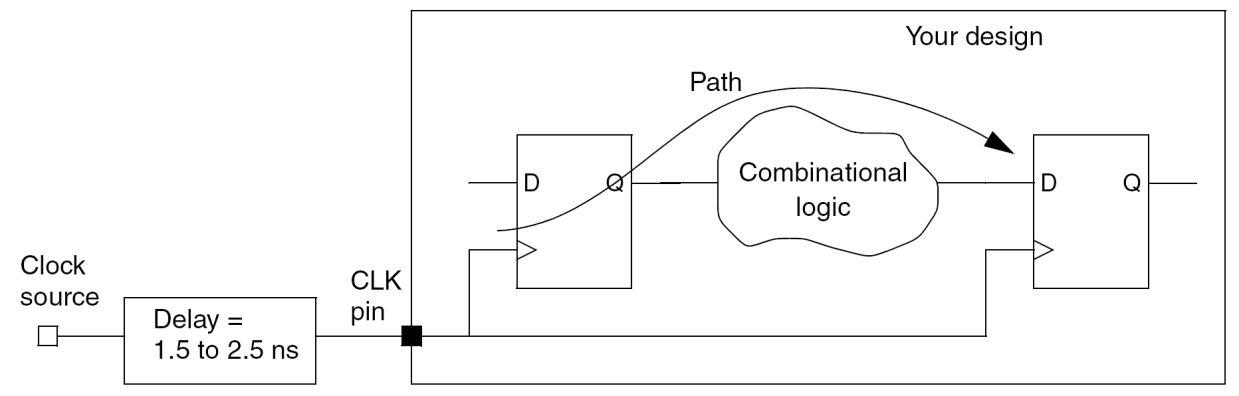 Your design
Path
D
Q
Combinational
logic
D
Q
Clock
source
CLK
pin
Delay =
1.5 to 2.5 ns